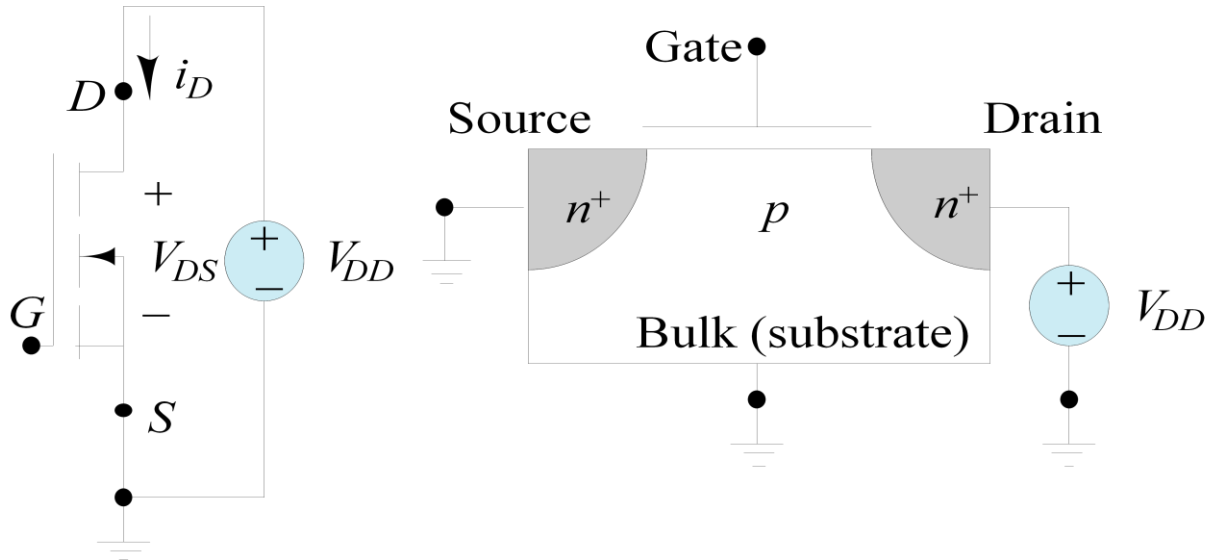 D
i_D
+
V_DS
−
G
S
+
−
V_DD
Gate
Source
Drain
n⁺
p
n⁺
Bulk (substrate)
+
−
V_DD